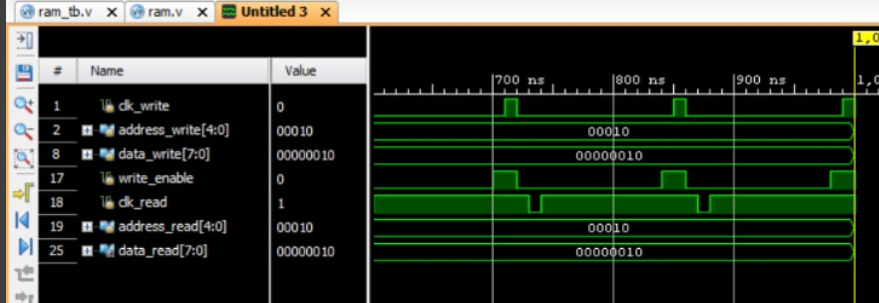 ram_tb.v ram.v Untitled 3
1,0
# Name Value
700 ns 800 ns 900 ns 1,0
1 clk_write 0
2 address_write[4:0] 00010 00010
8 data_write[7:0] 00000010 00000010
17 write_enable 0
18 clk_read 1
19 address_read[4:0] 00010 00010
25 data_read[7:0] 00000010 00000010